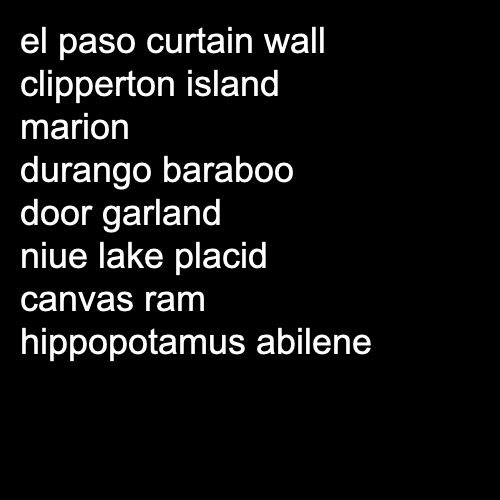 el paso curtain wall
clipperton island
marion
durango baraboo
door garland
niue lake placid
canvas ram
hippopotamus abilene